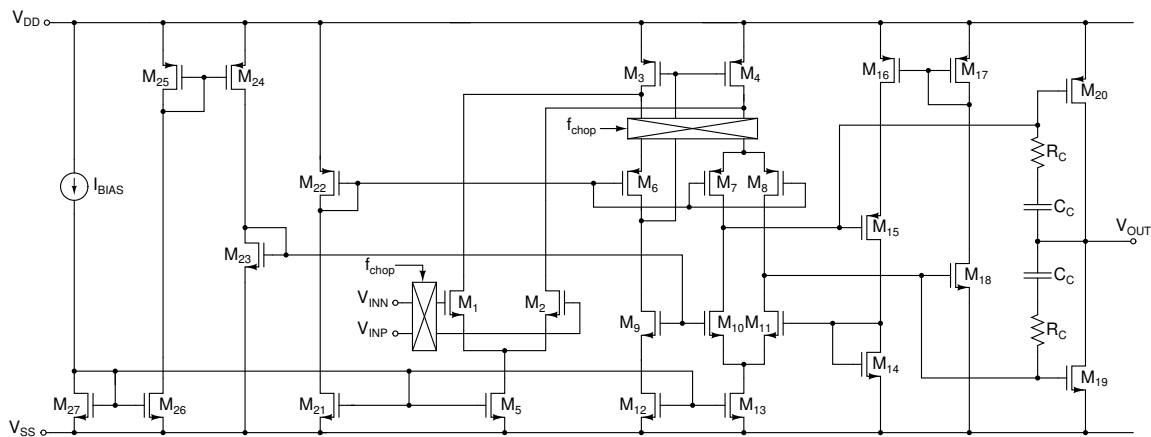 V_DD
M_25
M_24
M_3
M_4
M_16
M_17
M_20
f_chop
R_C
I_BIAS
M_22
M_6
M_7
M_8
C_C
M_15
V_OUT
M_23
f_chop
M_18
C_C
V_INN
M_1
M_2
M_9
M_10
M_11
V_INP
R_C
M_14
M_19
M_27
M_26
M_21
M_5
M_12
M_13
V_SS